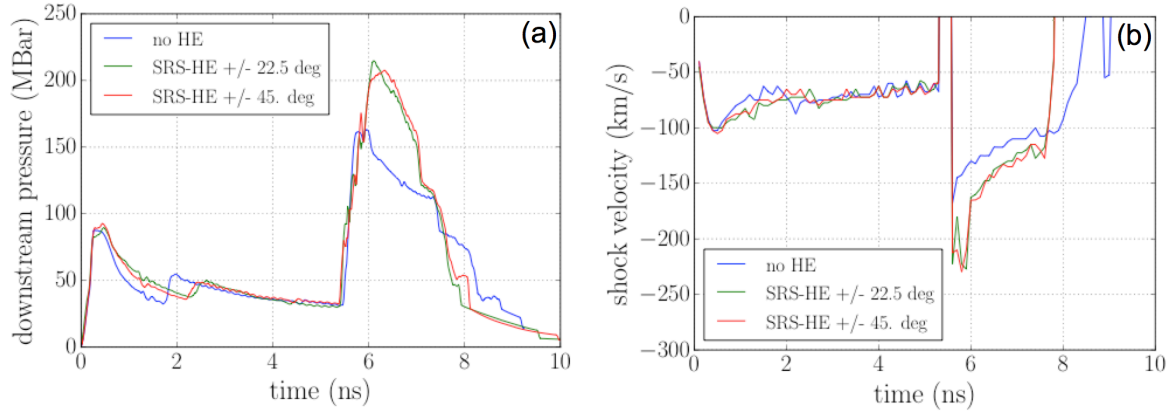 (a)
downstream pressure (MBar)
250
200
150
100
50
0
no HE
SRS-HE +/- 22.5 deg
SRS-HE +/- 45. deg
0 2 4 6 8 10
time (ns)
(b)
shock velocity (km/s)
0
−50
−100
−150
−200
−250
−300
no HE
SRS-HE +/- 22.5 deg
SRS-HE +/- 45. deg
0 2 4 6 8 10
time (ns)